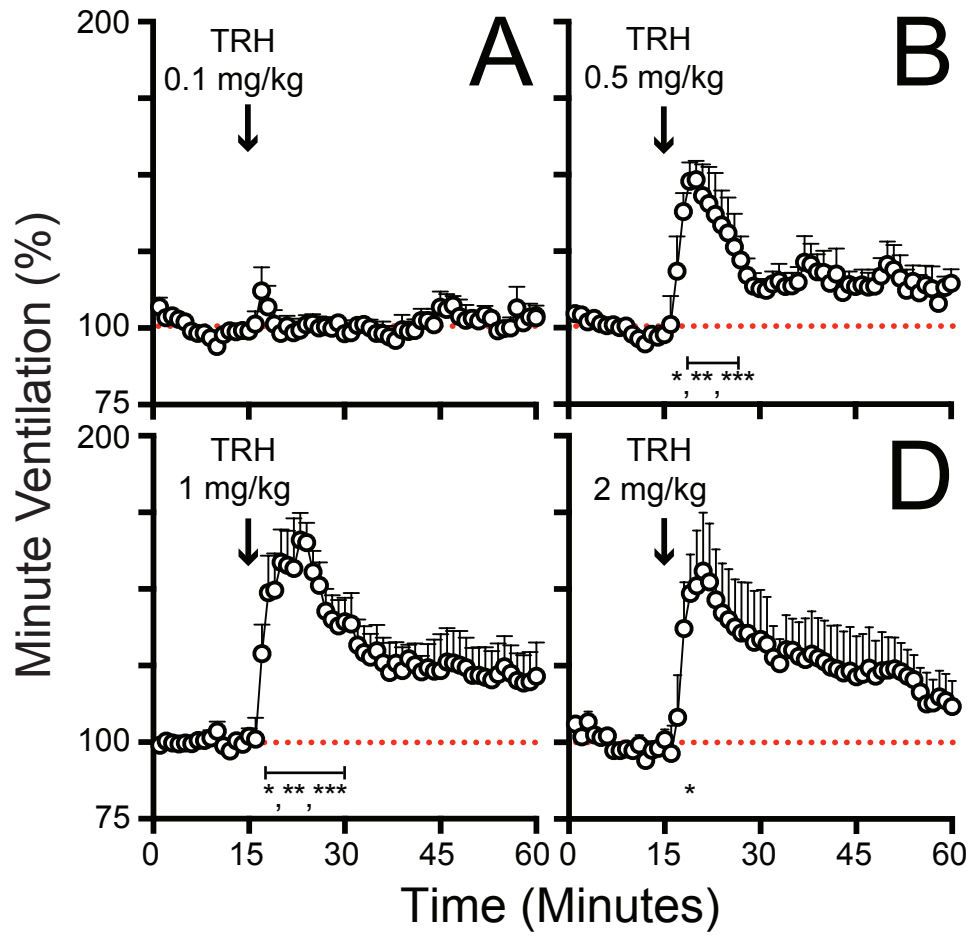 200
TRH
0.1 mg/kg
A
100
75
TRH
0.5 mg/kg
B
*,**,***
200
TRH
1 mg/kg
100
75
*,**,***
0 15 30 45 60
TRH
2 mg/kg
D
*
0 15 30 45 60
Minute Ventilation (%)
Time (Minutes)